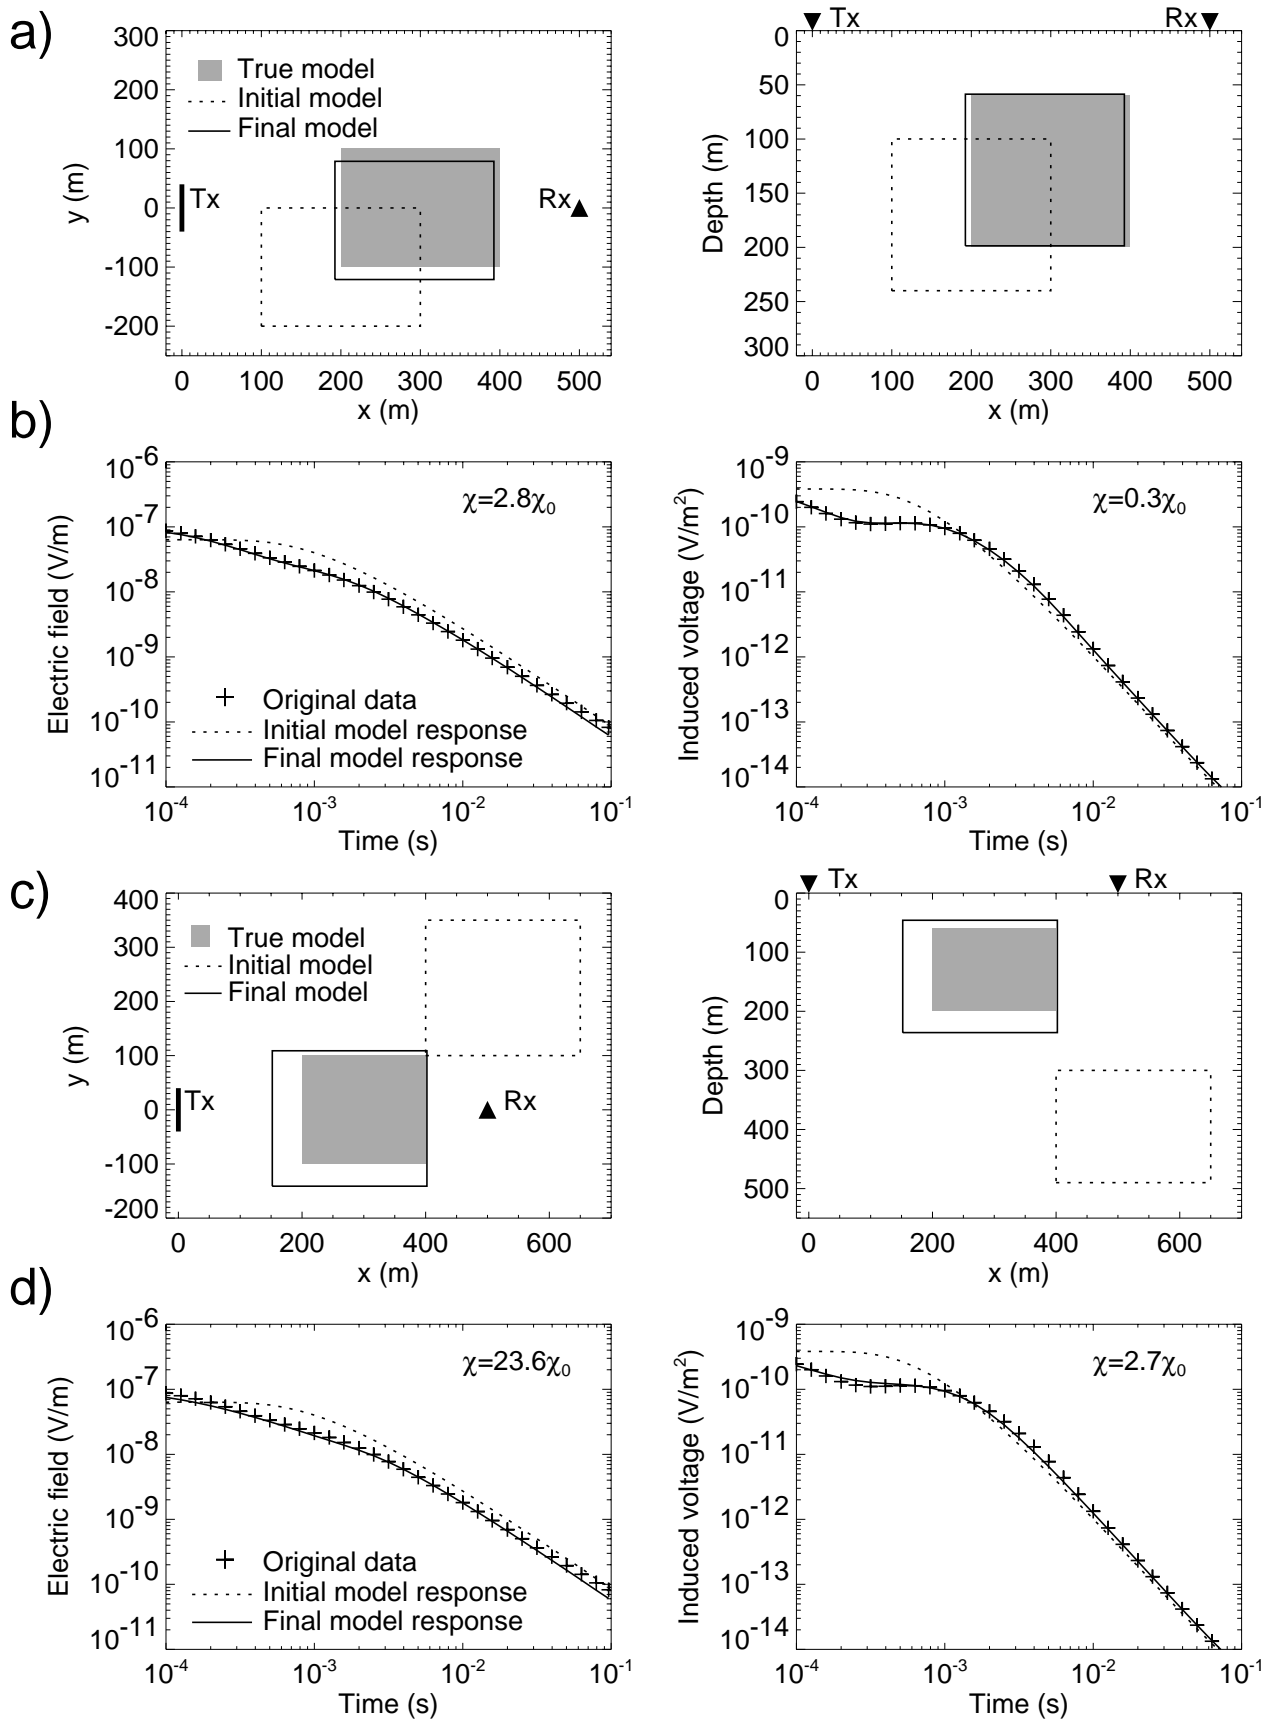 a)
300
200
100
0
-100
-200
y (m)
True model
Initial model
Final model
Tx
Rx
0 100 200 300 400 500
x (m)
Tx Rx
0
50
100
150
200
250
300
Depth (m)
0 100 200 300 400 500
x (m)
b)
10-6
10-7
10-8
10-9
10-10
10-11
Electric field (V/m)
χ=2.8χ0
Original data
Initial model response
Final model response
10-4 10-3 10-2 10-1
Time (s)
10-9
10-10
10-11
10-12
10-13
10-14
Induced voltage (V/m2)
χ=0.3χ0
10-4 10-3 10-2 10-1
Time (s)
c)
400
300
200
100
0
-100
-200
y (m)
True model
Initial model
Final model
Tx
Rx
0 200 400 600
x (m)
Tx Rx
0
100
200
300
400
500
Depth (m)
0 200 400 600
x (m)
d)
10-6
10-7
10-8
10-9
10-10
10-11
Electric field (V/m)
χ=23.6χ0
Original data
Initial model response
Final model response
10-4 10-3 10-2 10-1
Time (s)
10-9
10-10
10-11
10-12
10-13
10-14
Induced voltage (V/m2)
χ=2.7χ0
10-4 10-3 10-2 10-1
Time (s)